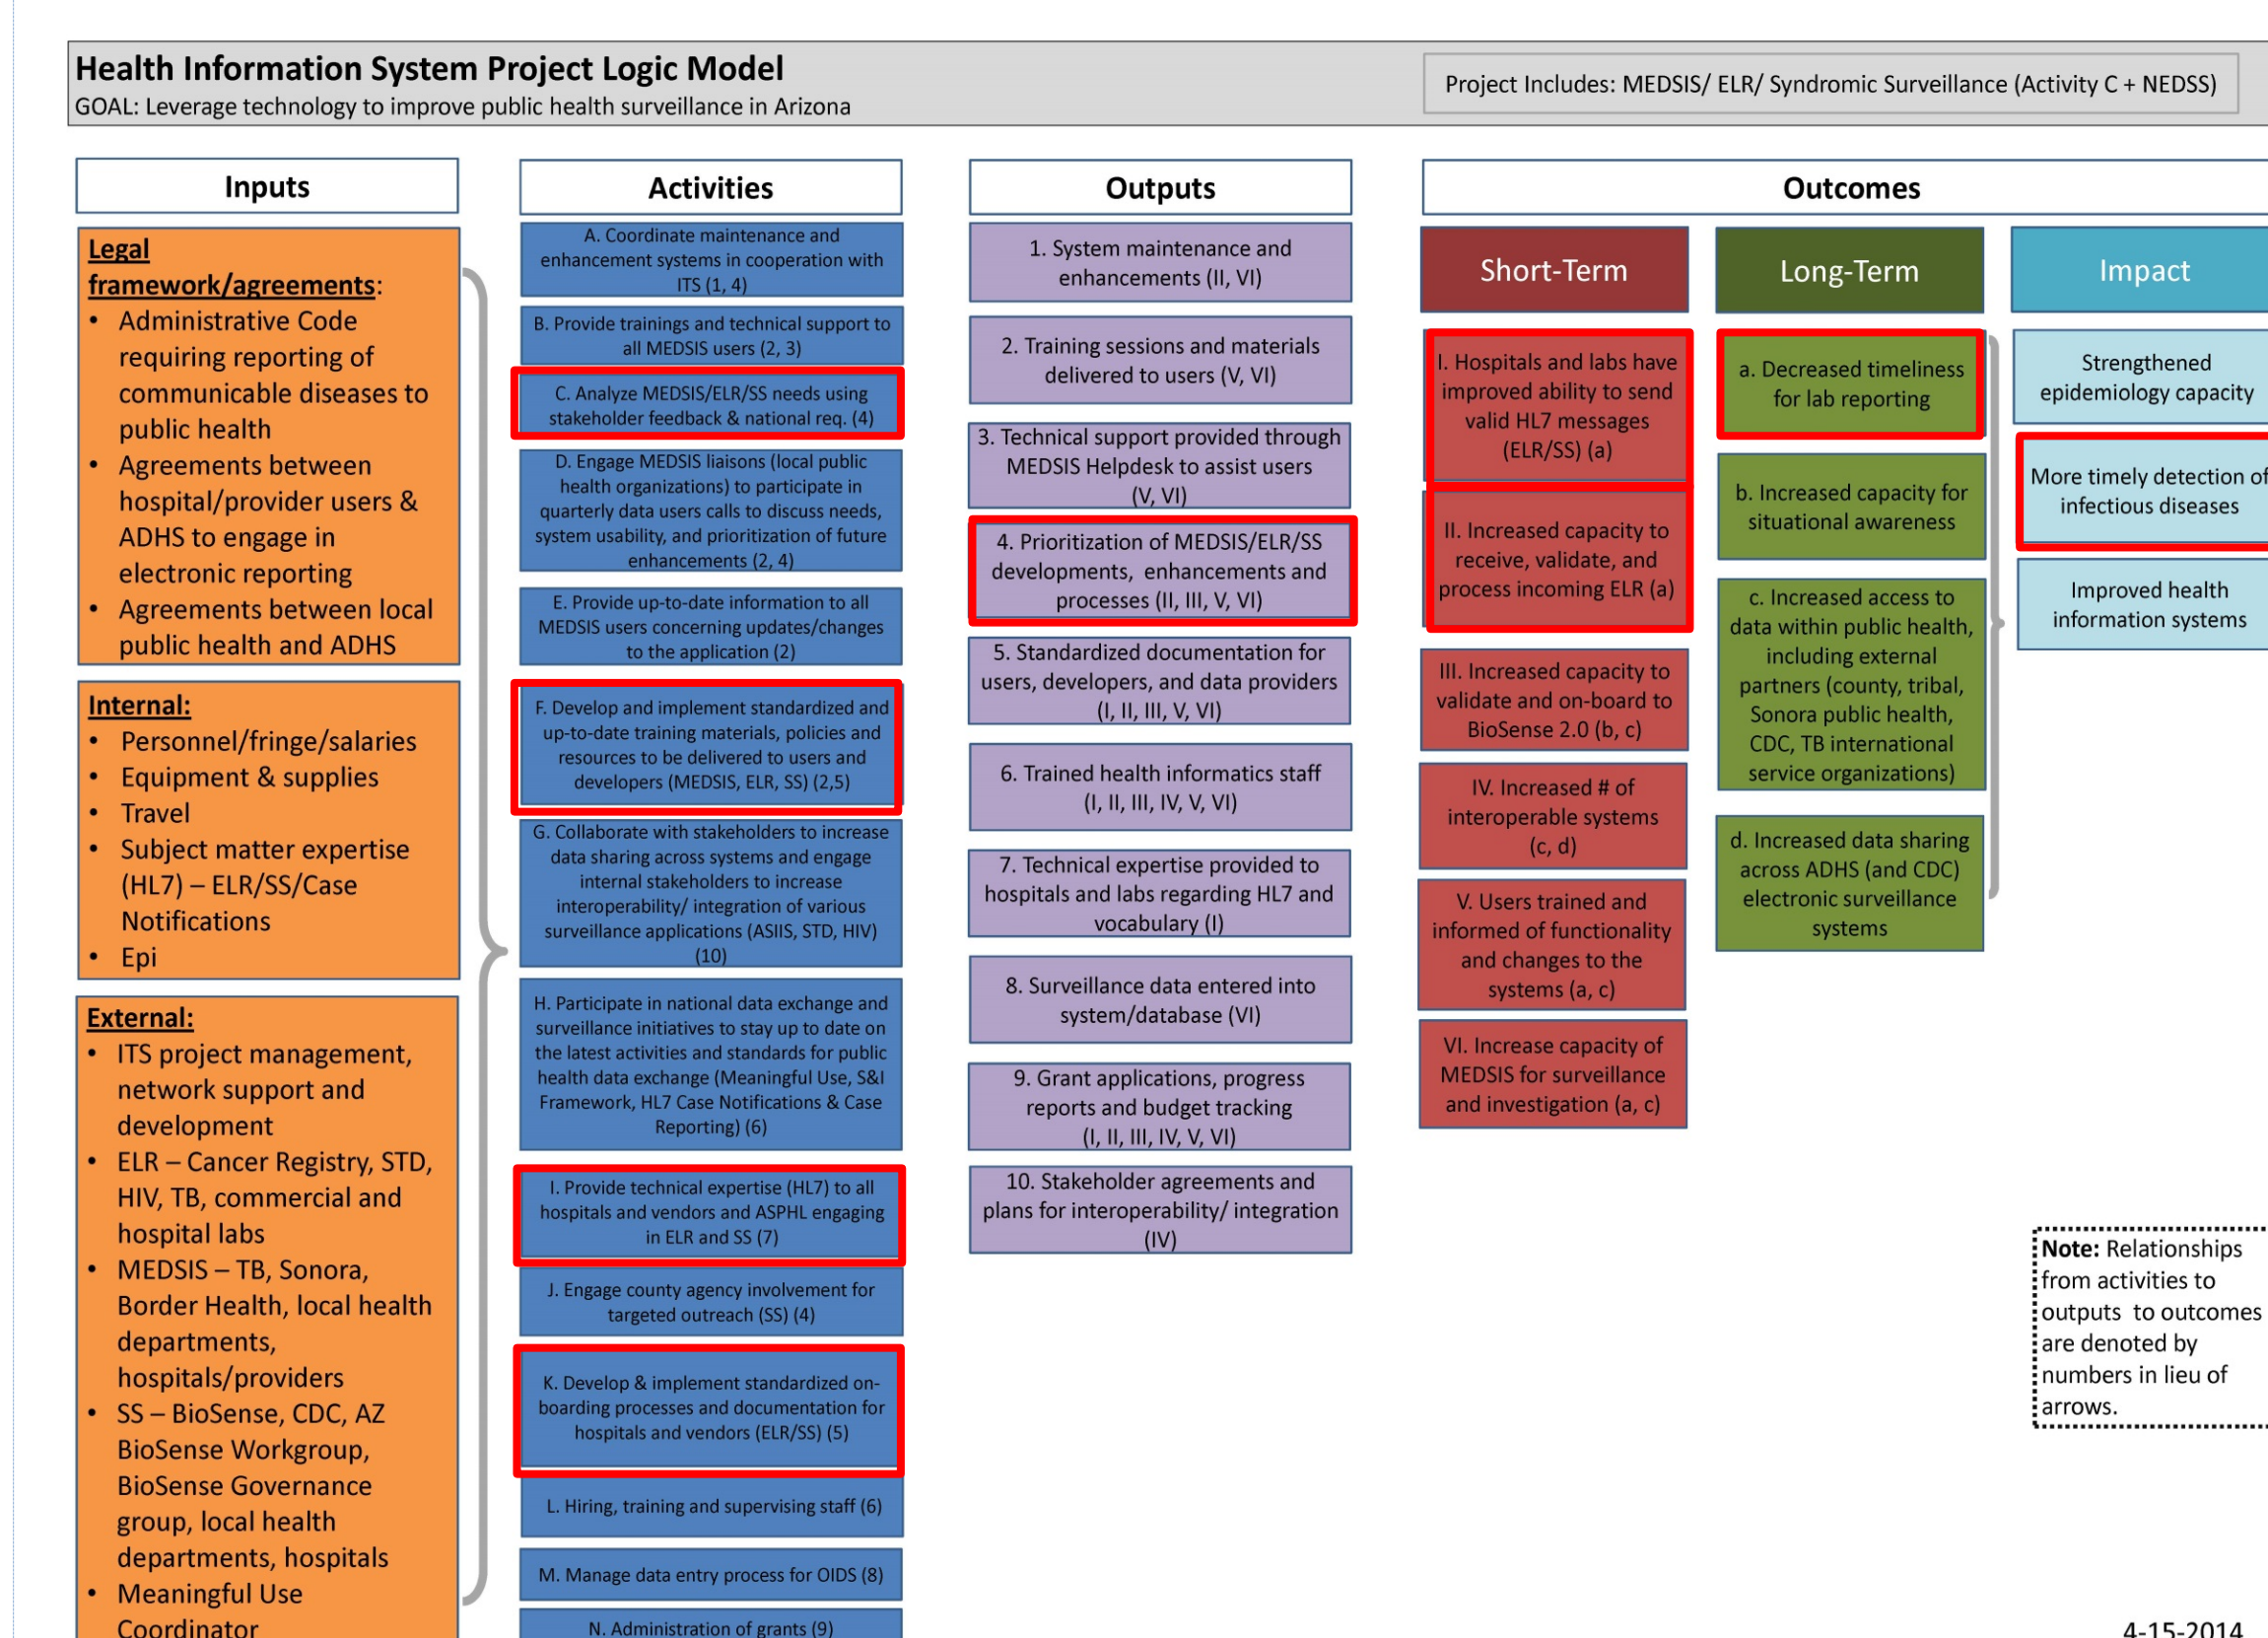 Health Information System Project Logic Model
GOAL: Leverage technology to improve public health surveillance in Arizona
Project Includes: MEDSIS/ ELR/ Syndromic Surveillance (Activity C + NEDSS)
Inputs
Legal
framework/agreements:
• Administrative Code
requiring reporting of
communicable diseases to
public health
• Agreements between
hospital/provider users &
ADHS to engage in
electronic reporting
• Agreements between local
public health and ADHS
Internal:
• Personnel/fringe/salaries
• Equipment & supplies
• Travel
• Subject matter expertise
(HL7) – ELR/SS/Case
Notifications
• Epi
External:
• ITS project management,
network support and
development
• ELR – Cancer Registry, STD,
HIV, TB, commercial and
hospital labs
• MEDSIS – TB, Sonora,
Border Health, local health
departments,
hospitals/providers
• SS – BioSense, CDC, AZ
BioSense Workgroup,
BioSense Governance
group, local health
departments, hospitals
• Meaningful Use
Coordinator
Activities
A. Coordinate maintenance and
enhancement systems in cooperation with
ITS (1, 4)
B. Provide trainings and technical support to
all MEDSIS users (2, 3)
C. Analyze MEDSIS/ELR/SS needs using
stakeholder feedback & national req. (4)
D. Engage MEDSIS liaisons (local public
health organizations) to participate in
quarterly data users calls to discuss needs,
system usability, and prioritization of future
enhancements (2, 4)
E. Provide up-to-date information to all
MEDSIS users concerning updates/changes
to the application (2)
F. Develop and implement standardized and
up-to-date training materials, policies and
resources to be delivered to users and
developers (MEDSIS, ELR, SS) (2,5)
G. Collaborate with stakeholders to increase
data sharing across systems and engage
internal stakeholders to increase
interoperability/ integration of various
surveillance applications (ASIIS, STD, HIV)
(10)
H. Participate in national data exchange and
surveillance initiatives to stay up to date on
the latest activities and standards for public
health data exchange (Meaningful Use, S&I
Framework, HL7 Case Notifications & Case
Reporting) (6)
I. Provide technical expertise (HL7) to all
hospitals and vendors and ASPHL engaging
in ELR and SS (7)
J. Engage county agency involvement for
targeted outreach (SS) (4)
K. Develop & implement standardized on-
boarding processes and documentation for
hospitals and vendors (ELR/SS) (5)
L. Hiring, training and supervising staff (6)
M. Manage data entry process for OIDS (8)
N. Administration of grants (9)
Outputs
1. System maintenance and
enhancements (II, VI)
2. Training sessions and materials
delivered to users (V, VI)
3. Technical support provided through
MEDSIS Helpdesk to assist users
(V, VI)
4. Prioritization of MEDSIS/ELR/SS
developments, enhancements and
processes (II, III, V, VI)
5. Standardized documentation for
users, developers, and data providers
(I, II, III, V, VI)
6. Trained health informatics staff
(I, II, III, IV, V, VI)
7. Technical expertise provided to
hospitals and labs regarding HL7 and
vocabulary (I)
8. Surveillance data entered into
system/database (VI)
9. Grant applications, progress
reports and budget tracking
(I, II, III, IV, V, VI)
10. Stakeholder agreements and
plans for interoperability/ integration
(IV)
Outcomes
Short-Term
I. Hospitals and labs have
improved ability to send
valid HL7 messages
(ELR/SS) (a)
II. Increased capacity to
receive, validate, and
process incoming ELR (a)
III. Increased capacity to
validate and on-board to
BioSense 2.0 (b, c)
IV. Increased # of
interoperable systems
(c, d)
V. Users trained and
informed of functionality
and changes to the
systems (a, c)
VI. Increase capacity of
MEDSIS for surveillance
and investigation (a, c)
Long-Term
a. Decreased timeliness
for lab reporting
b. Increased capacity for
situational awareness
c. Increased access to
data within public health,
including external
partners (county, tribal,
Sonora public health,
CDC, TB international
service organizations)
d. Increased data sharing
across ADHS (and CDC)
electronic surveillance
systems
Impact
Strengthened
epidemiology capacity
More timely detection of
infectious diseases
Improved health
information systems
Note: Relationships
from activities to
outputs to outcomes
are denoted by
numbers in lieu of
arrows.
4-15-2014